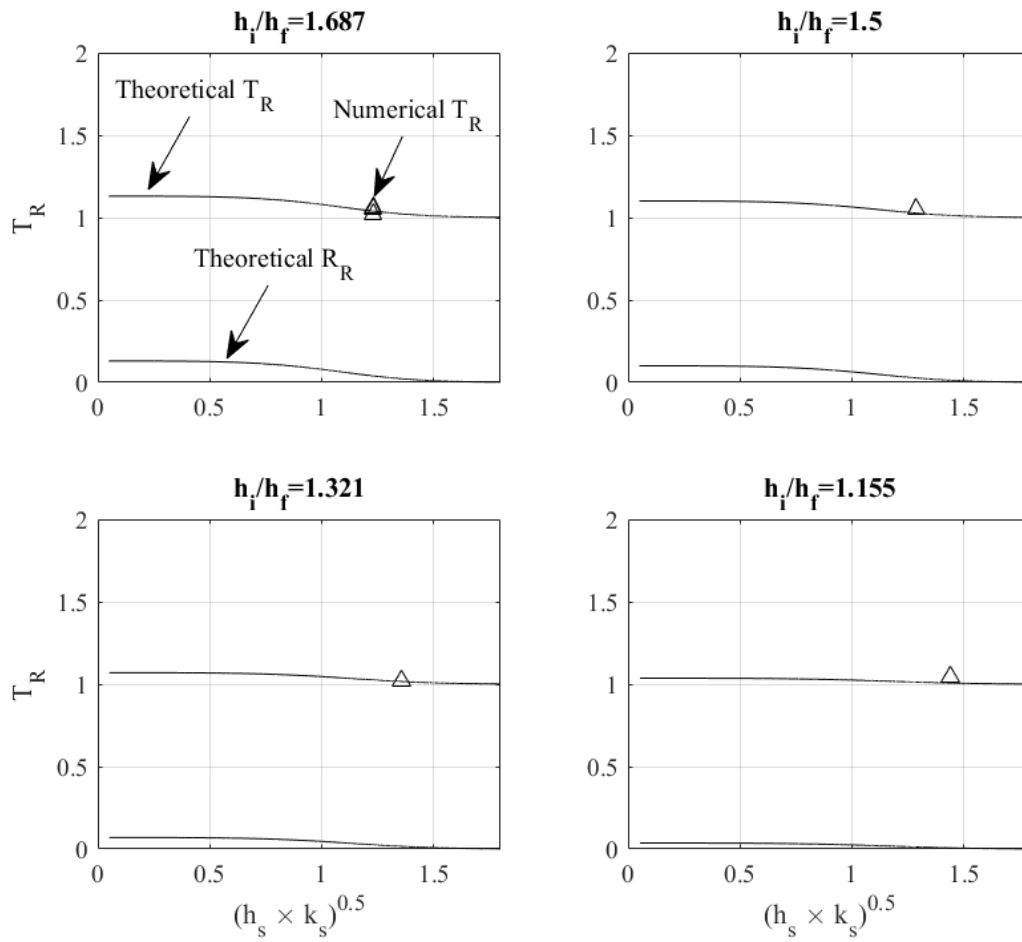 h_i/h_f=1.687
2
1.5
1
0.5
0
T_R
Theoretical T_R
Numerical T_R
Theoretical R_R
0 0.5 1 1.5
h_i/h_f=1.5
2
1.5
1
0.5
0
0 0.5 1 1.5
h_i/h_f=1.321
2
1.5
1
0.5
0
T_R
0 0.5 1 1.5
(h_s × k_s)^0.5
h_i/h_f=1.155
2
1.5
1
0.5
0
0 0.5 1 1.5
(h_s × k_s)^0.5